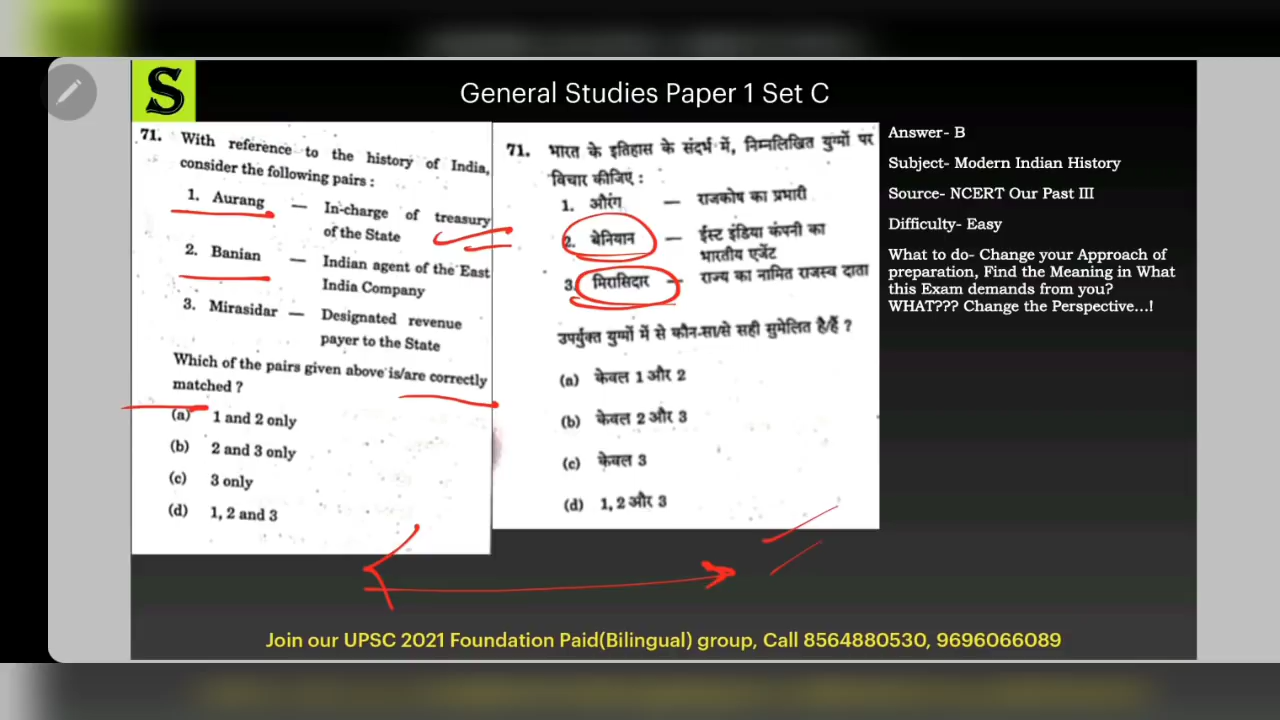 S
General Studies Paper 1 Set C
71. With reference to the history of India,
consider the following pairs :
1. Aurang — In-charge of treasury
of the State
2. Banian — Indian agent of the East
India Company
3. Mirasidar — Designated revenue
payer to the State
Which of the pairs given above is/are correctly
matched ?
(a) 1 and 2 only
(b) 2 and 3 only
(c) 3 only
(d) 1, 2 and 3
71. भारत के इतिहास के संदर्भ में, निम्नलिखित युग्मों पर
विचार कीजिए :
1. औरंग — राजकोष का प्रभारी
2. बेनियान — ईस्ट इंडिया कंपनी का
भारतीय एजेंट
3. मिरासिदार — राज्य का नामित राजस्व दाता
उपर्युक्त युग्मों में से कौन-सा/से सही सुमेलित है/हैं ?
(a) केवल 1 और 2
(b) केवल 2 और 3
(c) केवल 3
(d) 1, 2 और 3
Answer- B
Subject- Modern Indian History
Source- NCERT Our Past III
Difficulty- Easy
What to do- Change your Approach of
preparation, Find the Meaning in What
this Exam demands from you?
WHAT??? Change the Perspective...!
Join our UPSC 2021 Foundation Paid(Bilingual) group, Call 8564880530, 9696066089